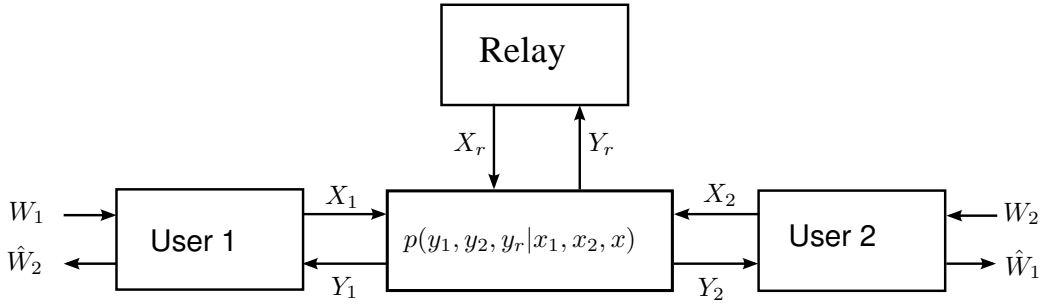 Relay
X_r Y_r
W_1 X_1 X_2 W_2
User 1 p(y_1, y_2, y_r|x_1, x_2, x) User 2
Ŵ_2 Y_1 Y_2 Ŵ_1